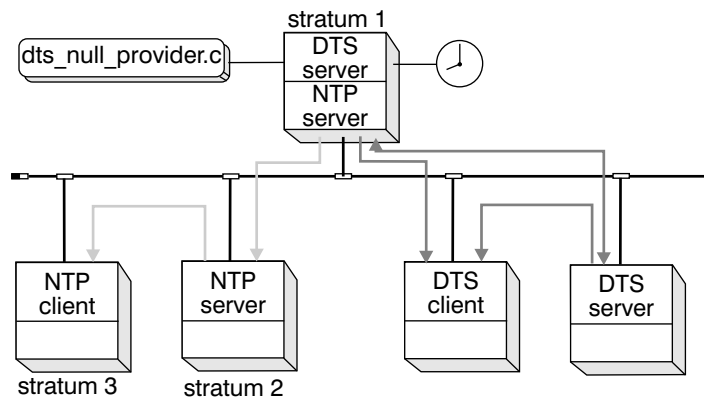 stratum 1
dts_null_provider.c
DTS
server
NTP
server
NTP
client
NTP
server
DTS
client
DTS
server
stratum 3
stratum 2